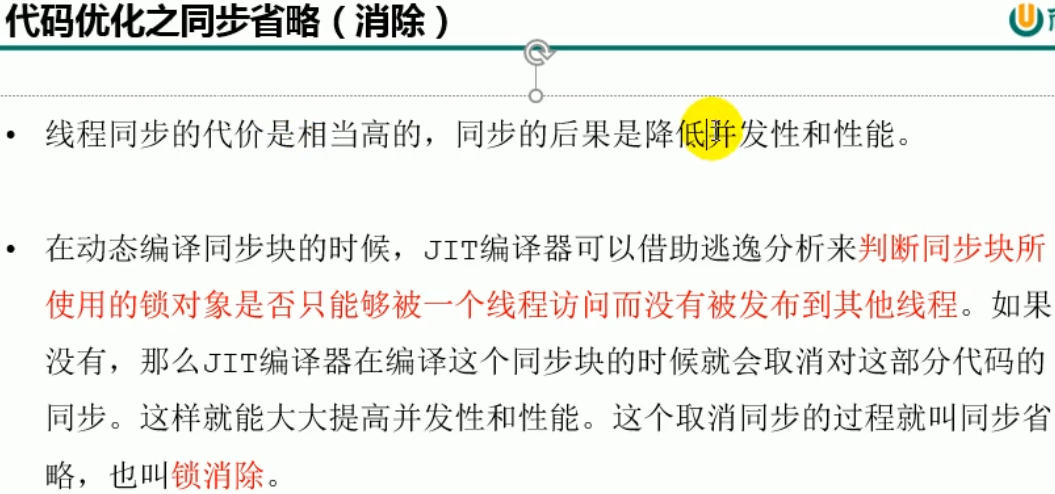 代码优化之同步省略（消除）
• 线程同步的代价是相当高的，同步的后果是降低并发性和性能。
• 在动态编译同步块的时候，JIT编译器可以借助逃逸分析来判断同步块所
使用的锁对象是否只能够被一个线程访问而没有被发布到其他线程。如果
没有，那么JIT编译器在编译这个同步块的时候就会取消对这部分代码的
同步。这样就能大大提高并发性和性能。这个取消同步的过程就叫同步省
略，也叫锁消除。